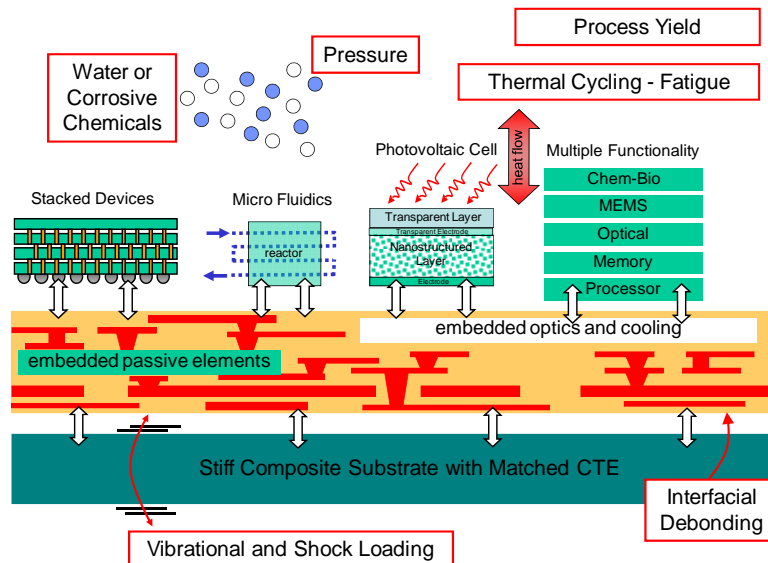 Process Yield
Pressure
Water or
Corrosive
Chemicals
Thermal Cycling - Fatigue
heat flow
Photovoltaic Cell
Multiple Functionality
Stacked Devices
Micro Fluidics
Chem-Bio
MEMS
Optical
Memory
Processor
Transparent Layer
Transparent Electrode
Nanostructured
Layer
Electrode
reactor
embedded optics and cooling
embedded passive elements
Stiff Composite Substrate with Matched CTE
Interfacial
Debonding
Vibrational and Shock Loading